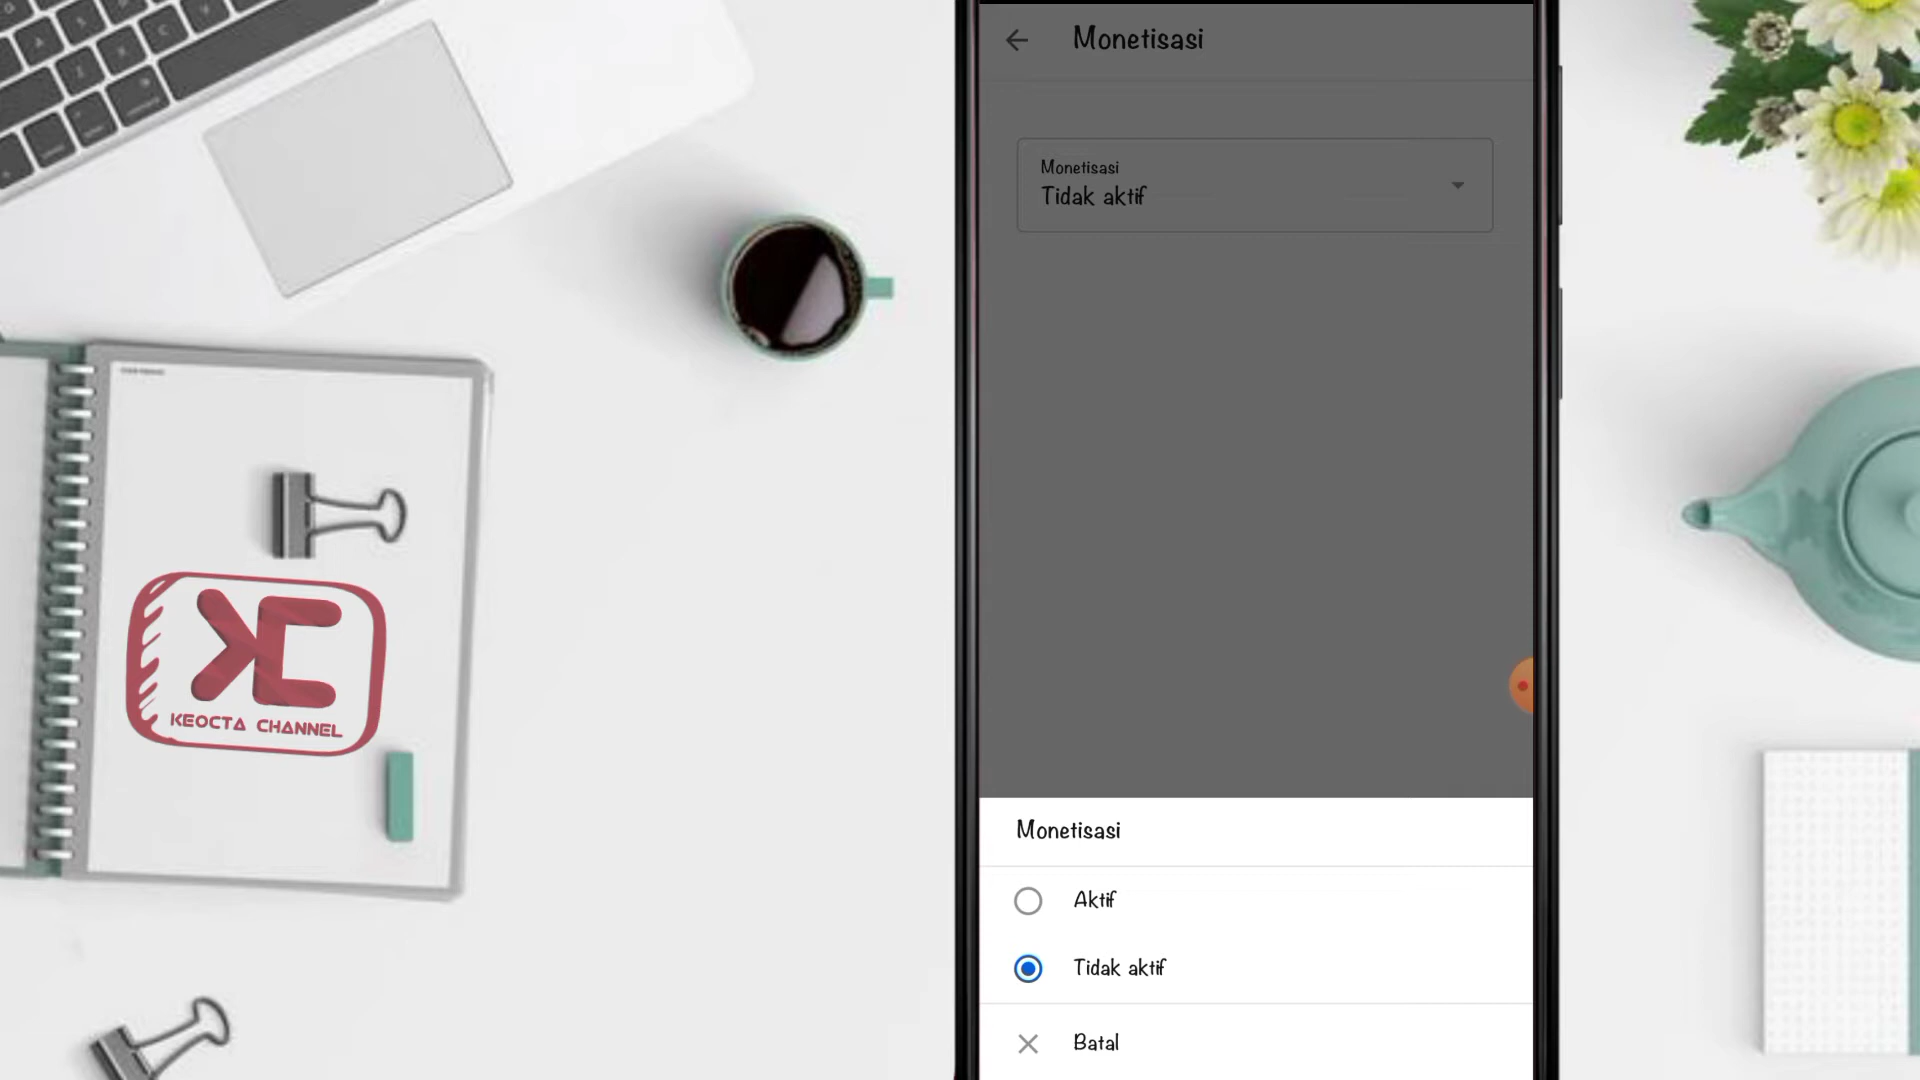 Monetisasi
Monetisasi
Tidak aktif
KEOCTA CHANNEL
Monetisasi
Aktif
Tidak aktif
Batal